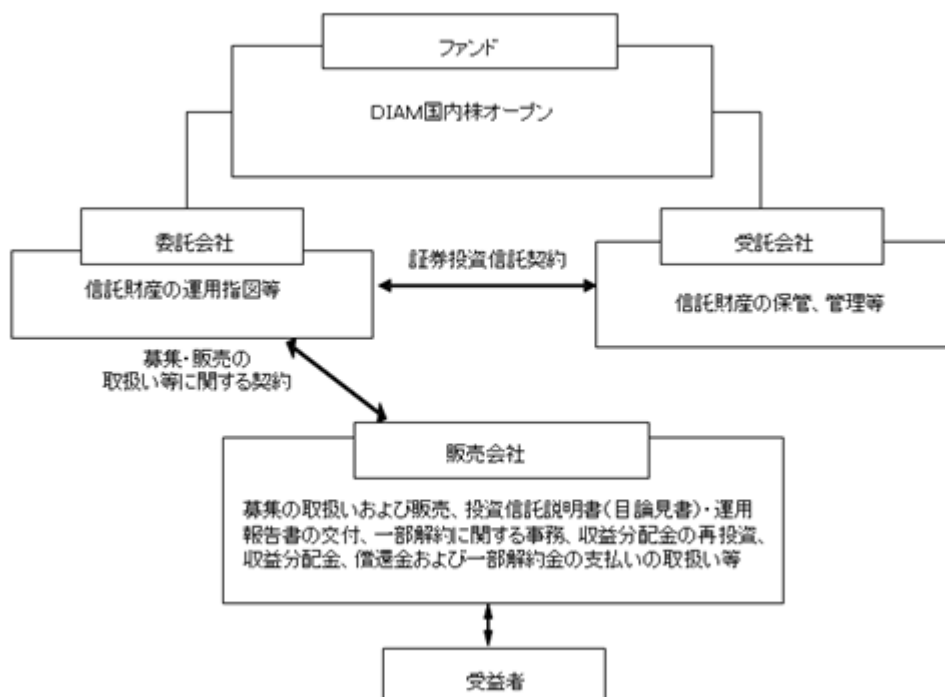 ファンド
DIAM国内株オープン
委託会社
信託財産の運用指図等
証券投資信託契約
受託会社
信託財産の保管、管理等
募集・販売の
取扱い等に関する契約
販売会社
募集の取扱いおよび販売、投資信託説明書(目論見書)・運用
報告書の交付、一部解約に関する事務、収益分配金の再投資、
収益分配金、償還金および一部解約金の支払いの取扱い等
受益者